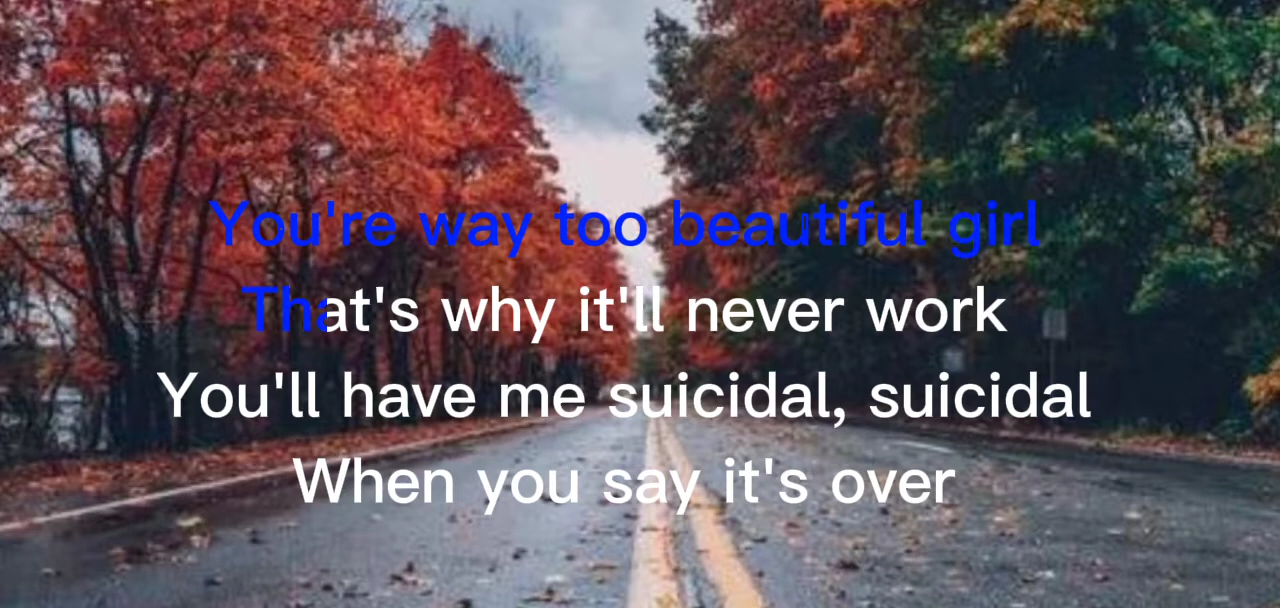 You're way too beautiful girl
That's why it'll never work
You'll have me suicidal, suicidal
When you say it's over